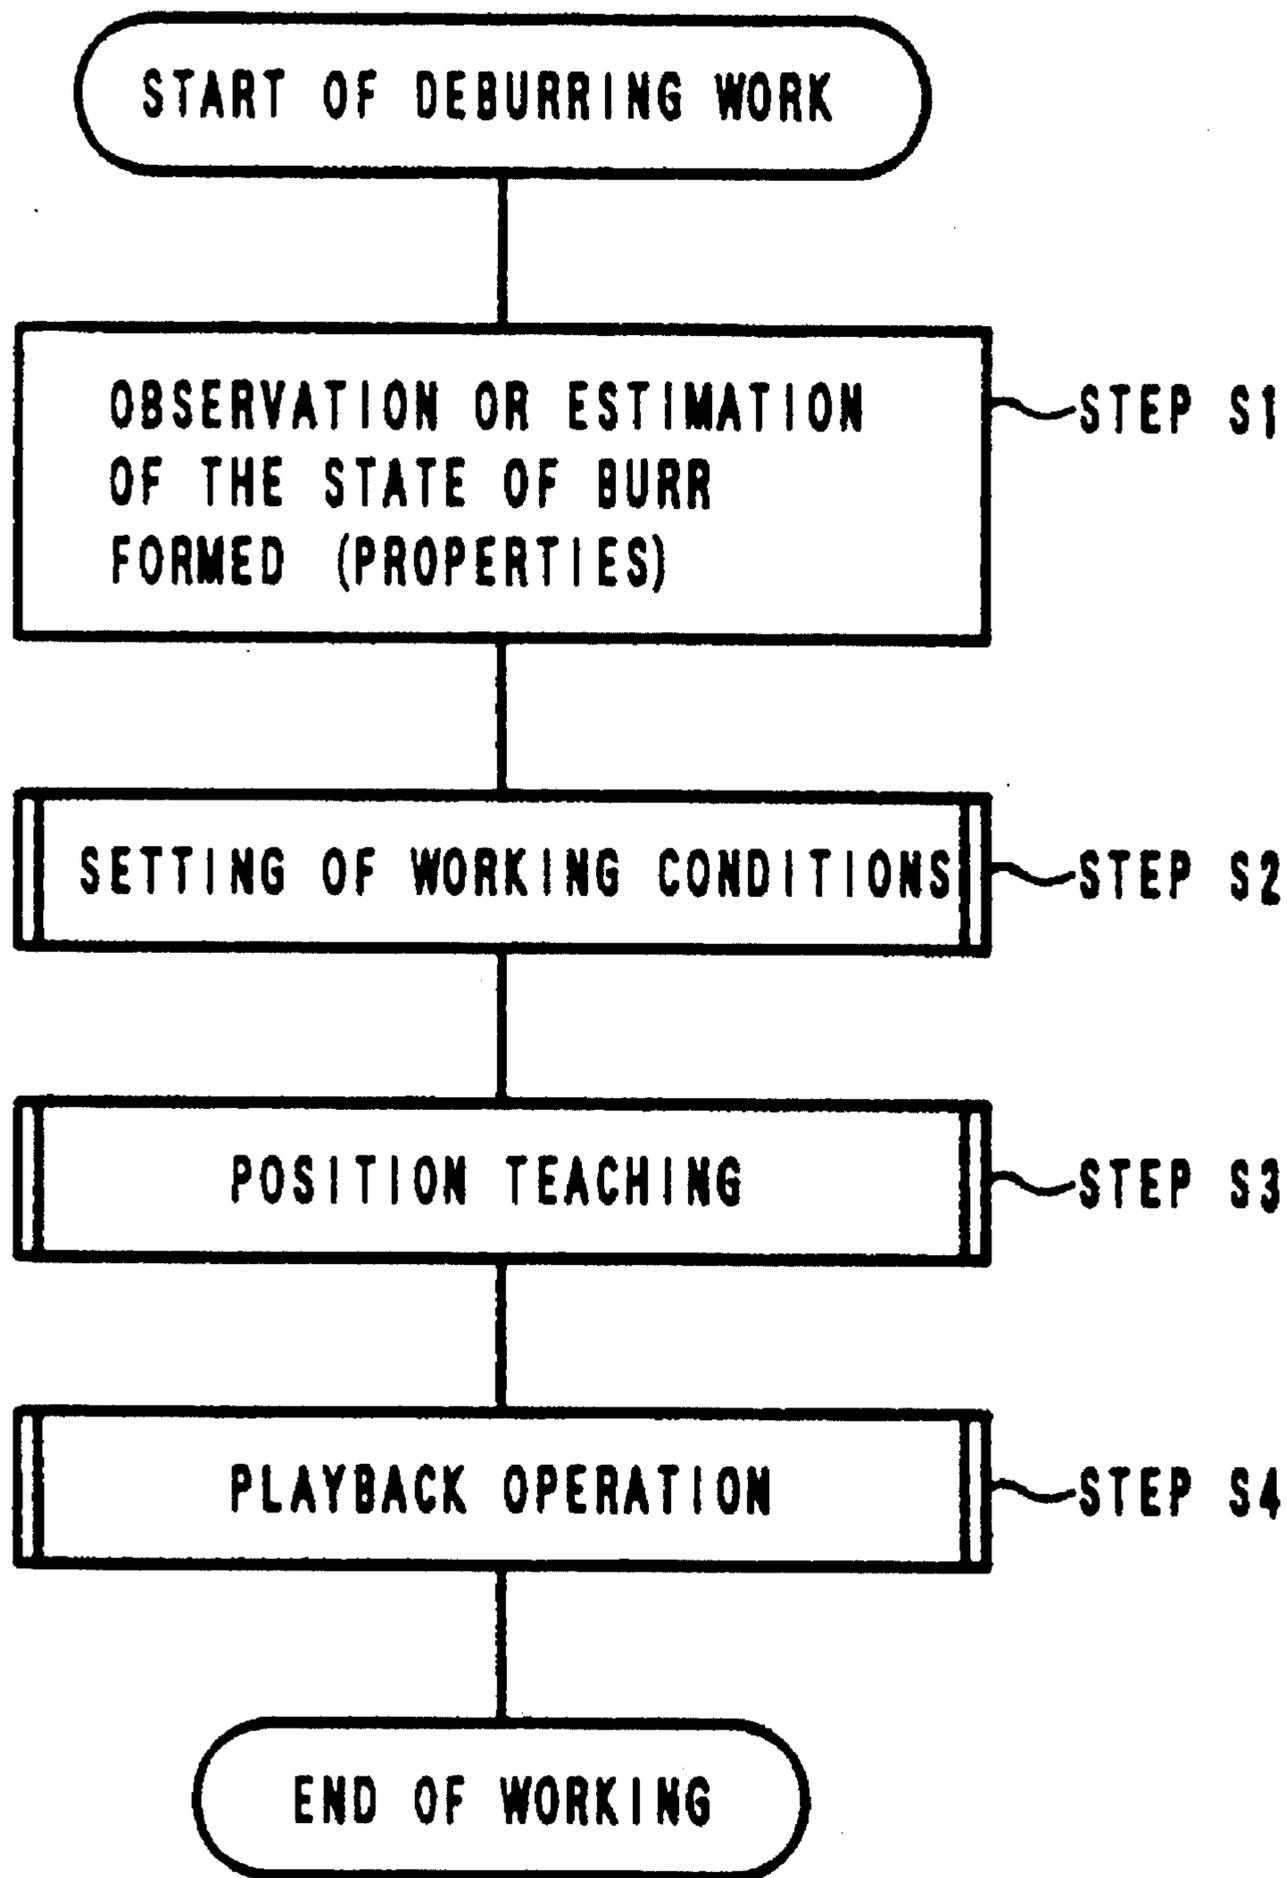 START OF DEBURRING WORK
OBSERVATION OR ESTIMATION
OF THE STATE OF BURR
FORMED (PROPERTIES)
STEP S1
SETTING OF WORKING CONDITIONS
STEP S2
POSITION TEACHING
STEP S3
PLAYBACK OPERATION
STEP S4
END OF WORKING